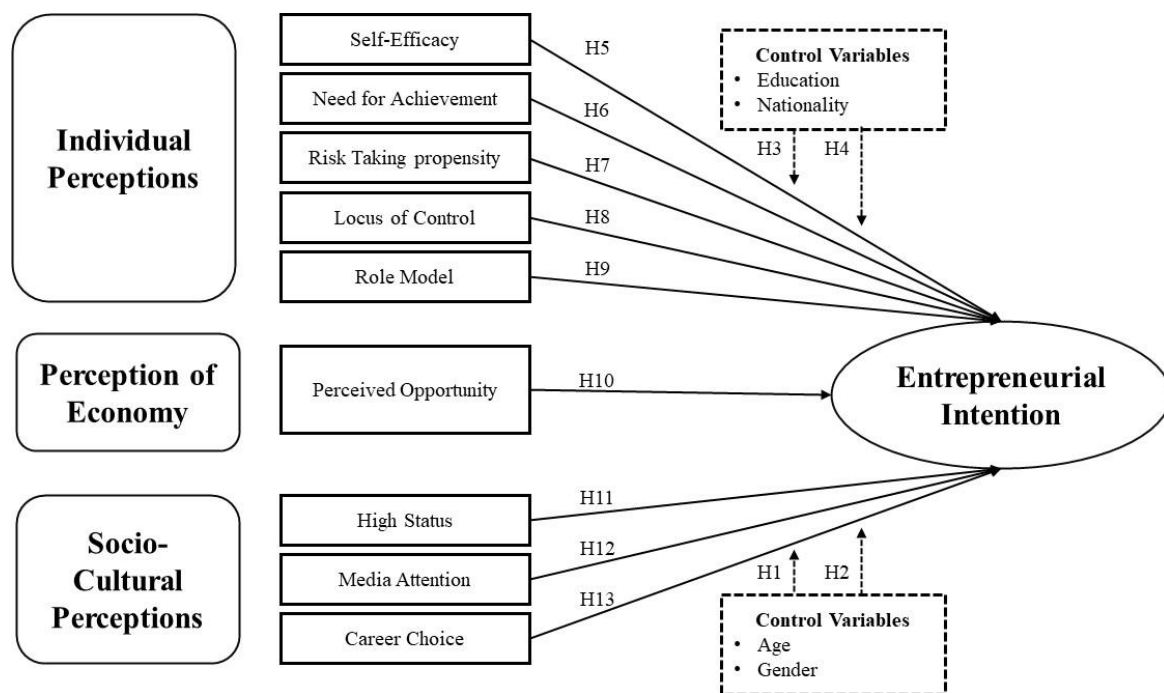 Individual
Perceptions
Self-Efficacy
Need for Achievement
Risk Taking propensity
Locus of Control
Role Model
H5
H6
H7
H8
H9
Control Variables
• Education
• Nationality
H3
H4
Perception of
Economy
Perceived Opportunity
H10
Entrepreneurial
Intention
Socio-
Cultural
Perceptions
High Status
Media Attention
Career Choice
H11
H12
H13
H1
H2
Control Variables
• Age
• Gender